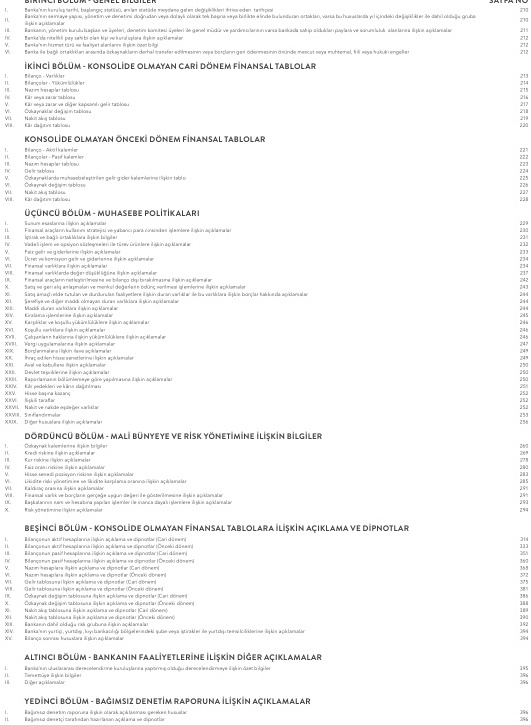 BİRİNCİ BÖLÜM - GENEL BİLGİLER SAYFA NO
I. Banka'nın kuruluş tarihi, başlangıç statüsü, anılan statüde meydana gelen değişiklikleri ihtiva eden tarihçesi 210
II. Banka'nın sermaye yapısı, yönetim ve denetimi doğrudan veya dolaylı olarak tek başına veya birlikte elinde bulunduran ortakları, varsa bu hususlarda yıl içindeki değişiklikler ile dahil olduğu gruba
ilişkin açıklamalar 211
III. Bankanın, yönetim kurulu başkan ve üyeleri, denetim komitesi üyeleri ile genel müdür ve yardımcılarının varsa bankada sahip oldukları paylara ve sorumluluk alanlarına ilişkin açıklamalar 211
IV. Banka'da nitelikli pay sahibi olan kişi ve kuruluşlara ilişkin açıklamalar 212
V. Banka'nın hizmet türü ve faaliyet alanlarını içeren özet bilgi 212
VI. Banka ile bağlı ortaklıkları arasında özkaynakların derhal transfer edilmesinin veya borçların geri ödenmesinin önünde mevcut veya muhtemel, fiili veya hukuki engeller 212
İKİNCİ BÖLÜM - KONSOLİDE OLMAYAN CARİ DÖNEM FİNANSAL TABLOLAR
I. Bilanço - Varlıklar 213
II. Bilançolar - Yükümlülükler 214
III. Nazım hesaplar tablosu 215
IV. Kâr veya zarar tablosu 216
V. Kâr veya zarar ve diğer kapsamlı gelir tablosu 217
VI. Özkaynaklar değişim tablosu 218
VII. Nakit akış tablosu 219
VIII. Kâr dağıtım tablosu 220
KONSOLİDE OLMAYAN ÖNCEKİ DÖNEM FİNANSAL TABLOLAR
I. Bilanço - Aktif kalemler 221
II. Bilançolar - Pasif kalemler 222
III. Nazım hesaplar tablosu 223
IV. Gelir tablosu 224
V. Özkaynaklarda muhasebeleştirilen gelir gider kalemlerine ilişkin tablo 225
VI. Özkaynak değişim tablosu 226
VII. Nakit akış tablosu 227
VIII. Kâr dağıtım tablosu 228
ÜÇÜNCÜ BÖLÜM - MUHASEBE POLİTİKALARI
I. Sunum esaslarına ilişkin açıklamalar 229
II. Finansal araçların kullanım stratejisi ve yabancı para cinsinden işlemlere ilişkin açıklamalar 230
III. İştirak ve bağlı ortaklıklara ilişkin bilgiler 231
IV. Vadeli işlem ve opsiyon sözleşmeleri ile türev ürünlere ilişkin açıklamalar 232
V. Faiz gelir ve giderlerine ilişkin açıklamalar 233
VI. Ücret ve komisyon gelir ve giderlerine ilişkin açıklamalar 234
VII. Finansal varlıklara ilişkin açıklamalar 234
VIII. Finansal varlıklarda değer düşüklüğüne ilişkin açıklamalar 237
IX. Finansal araçların netleştirilmesine ve bilanço dışı bırakılmasına ilişkin açıklamalar 242
X. Satış ve geri alış anlaşmaları ve menkul değerlerin ödünç verilmesi işlemlerine ilişkin açıklamalar 243
XI. Satış amaçlı elde tutulan ve durdurulan faaliyetlere ilişkin duran varlıklar ile bu varlıklara ilişkin borçlar hakkında açıklamalar 244
XII. Şerefiye ve diğer maddi olmayan duran varlıklara ilişkin açıklamalar 244
XIII. Maddi duran varlıklara ilişkin açıklamalar 244
XIV. Kiralama işlemlerine ilişkin açıklamalar 245
XV. Karşılıklar ve koşullu yükümlülüklere ilişkin açıklamalar 246
XVI. Koşullu varlıklara ilişkin açıklamalar 246
XVII. Çalışanların haklarına ilişkin yükümlülüklere ilişkin açıklamalar 246
XVIII. Vergi uygulamalarına ilişkin açıklamalar 247
XIX. Borçlanmalara ilişkin ilave açıklamalar 249
XX. İhraç edilen hisse senetlerine ilişkin açıklamalar 249
XXI. Aval ve kabullere ilişkin açıklamalar 250
XXII. Devlet teşviklerine ilişkin açıklamalar 250
XXIII. Raporlamanın bölümlemeye göre yapılmasına ilişkin açıklamalar 250
XXIV. Kâr yedekleri ve kârın dağıtılması 251
XXV. Hisse başına kazanç 252
XXVI. İlişkili taraflar 252
XXVII. Nakit ve nakde eşdeğer varlıklar 252
XXVIII. Sınıflandırmalar 253
XXIX. Diğer hususlara ilişkin açıklamalar 256
DÖRDÜNCÜ BÖLÜM - MALİ BÜNYEYE VE RİSK YÖNETİMİNE İLİŞKİN BİLGİLER
I. Özkaynak kalemlerine ilişkin bilgiler 260
II. Kredi riskine ilişkin açıklamalar 269
III. Kur riskine ilişkin açıklamalar 278
IV. Faiz oranı riskine ilişkin açıklamalar 280
V. Hisse senedi pozisyon riskine ilişkin açıklamalar 283
VI. Likidite riski yönetimine ve likidite karşılama oranına ilişkin açıklamalar 285
VII. Kaldıraç oranına ilişkin açıklamalar 291
VIII. Finansal varlık ve borçların gerçeğe uygun değeri ile gösterilmesine ilişkin açıklamalar 291
IX. Başkalarının nam ve hesabına yapılan işlemler ile inanca dayalı işlemlere ilişkin açıklamalar 293
X. Risk yönetimine ilişkin açıklamalar 294
BEŞİNCİ BÖLÜM - KONSOLİDE OLMAYAN FİNANSAL TABLOLARA İLİŞKİN AÇIKLAMA VE DİPNOTLAR
I. Bilançonun aktif hesaplarına ilişkin açıklama ve dipnotlar (Cari dönem) 314
II. Bilançonun aktif hesaplarına ilişkin açıklama ve dipnotlar (Önceki dönem) 333
III. Bilançonun pasif hesaplarına ilişkin açıklama ve dipnotlar (Cari dönem) 351
IV. Bilançonun pasif hesaplarına ilişkin açıklama ve dipnotlar (Önceki dönem) 360
V. Nazım hesaplara ilişkin açıklama ve dipnotlar (Cari dönem) 368
VI. Nazım hesaplara ilişkin açıklama ve dipnotlar (Önceki dönem) 372
VII. Gelir tablosuna ilişkin açıklama ve dipnotlar (Cari dönem) 375
VIII. Gelir tablosuna ilişkin açıklama ve dipnotlar (Önceki dönem) 381
IX. Özkaynak değişim tablosuna ilişkin açıklama ve dipnotlar (Cari dönem) 386
X. Özkaynak değişim tablosuna ilişkin açıklama ve dipnotlar (Önceki dönem) 388
XI. Nakit akış tablosuna ilişkin açıklama ve dipnotlar (Cari dönem) 389
XII. Nakit akış tablosuna ilişkin açıklama ve dipnotlar (Önceki dönem) 390
XIII. Bankanın dahil olduğu risk grubuna ilişkin açıklamalar 392
XIV. Banka'nın yurtiçi, yurtdışı, kıyı bankacılığı bölgelerindeki şube veya iştirakler ile yurtdışı temsilciliklerine ilişkin açıklamalar 394
XV. Bilanço sonrası hususlara ilişkin açıklamalar 394
ALTINCI BÖLÜM - BANKANIN FAALİYETLERİNE İLİŞKİN DİĞER AÇIKLAMALAR
I. Banka'nın uluslararası derecelendirme kuruluşlarına yaptırmış olduğu derecelendirmeye ilişkin özet bilgiler 395
II. Temettüye ilişkin bilgiler 396
III. Diğer açıklamalar 396
YEDİNCİ BÖLÜM - BAĞIMSIZ DENETİM RAPORUNA İLİŞKİN AÇIKLAMALAR
I. Bağımsız denetim raporuna ilişkin olarak açıklanması gereken hususlar 396
II. Bağımsız denetçi tarafından hazırlanan açıklama ve dipnotlar 396